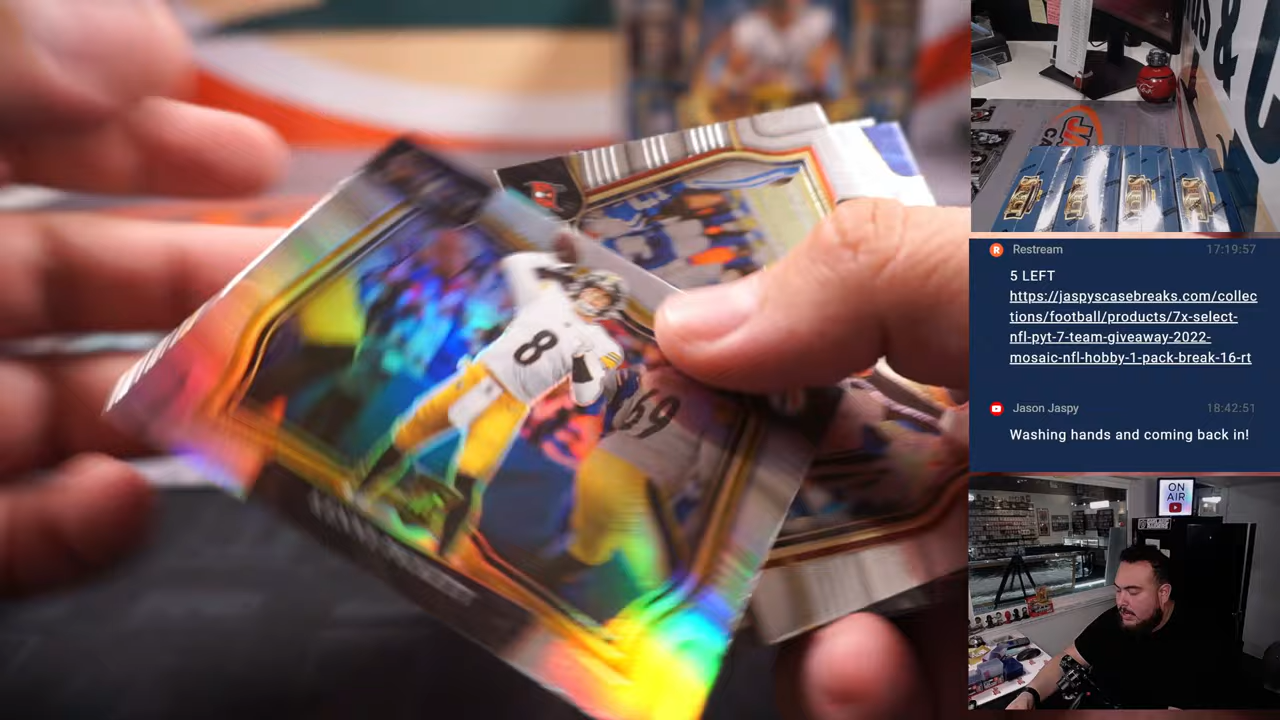 8
69
Restream 17:19:57
5 LEFT
https://jaspyscasebreaks.com/collec
tions/football/products/7x-select-
nfl-pyt-7-team-giveaway-2022-
mosaic-nfl-hobby-1-pack-break-16-rt
Jason Jaspy 18:42:51
Washing hands and coming back in!
ON
AIR